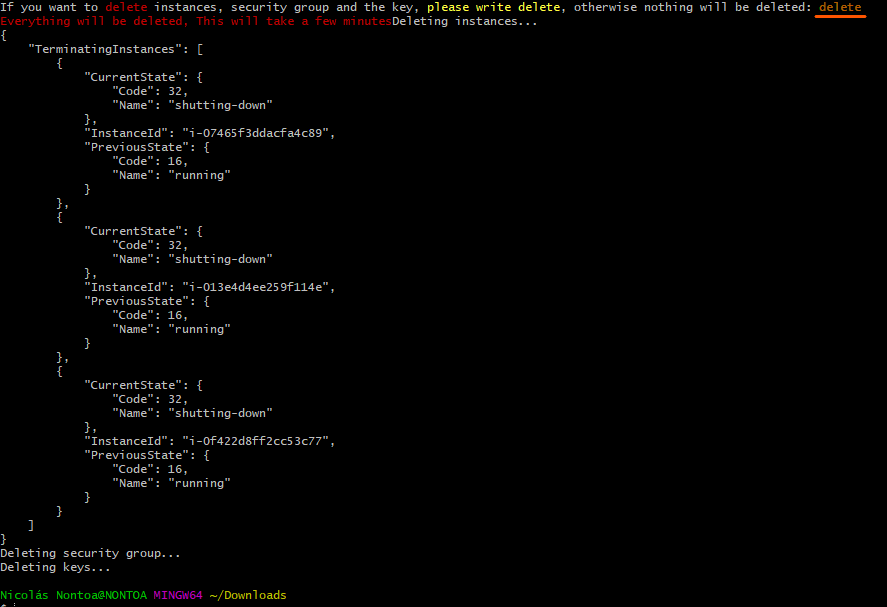 If you want to delete instances, security group and the key, please write delete, otherwise nothing will be deleted: delete
Everything will be deleted, This will take a few minutesDeleting instances...
{
    "TerminatingInstances": [
        {
            "CurrentState": {
                "Code": 32,
                "Name": "shutting-down"
            },
            "InstanceId": "i-07465f3ddacfa4c89",
            "PreviousState": {
                "Code": 16,
                "Name": "running"
            }
        },
        {
            "CurrentState": {
                "Code": 32,
                "Name": "shutting-down"
            },
            "InstanceId": "i-013e4d4ee259f114e",
            "PreviousState": {
                "Code": 16,
                "Name": "running"
            }
        },
        {
            "CurrentState": {
                "Code": 32,
                "Name": "shutting-down"
            },
            "InstanceId": "i-0f422d8ff2cc53c77",
            "PreviousState": {
                "Code": 16,
                "Name": "running"
            }
        }
    ]
}
Deleting security group...
Deleting keys...
Nicolás Nontoa@NONTOA MINGW64 ~/Downloads